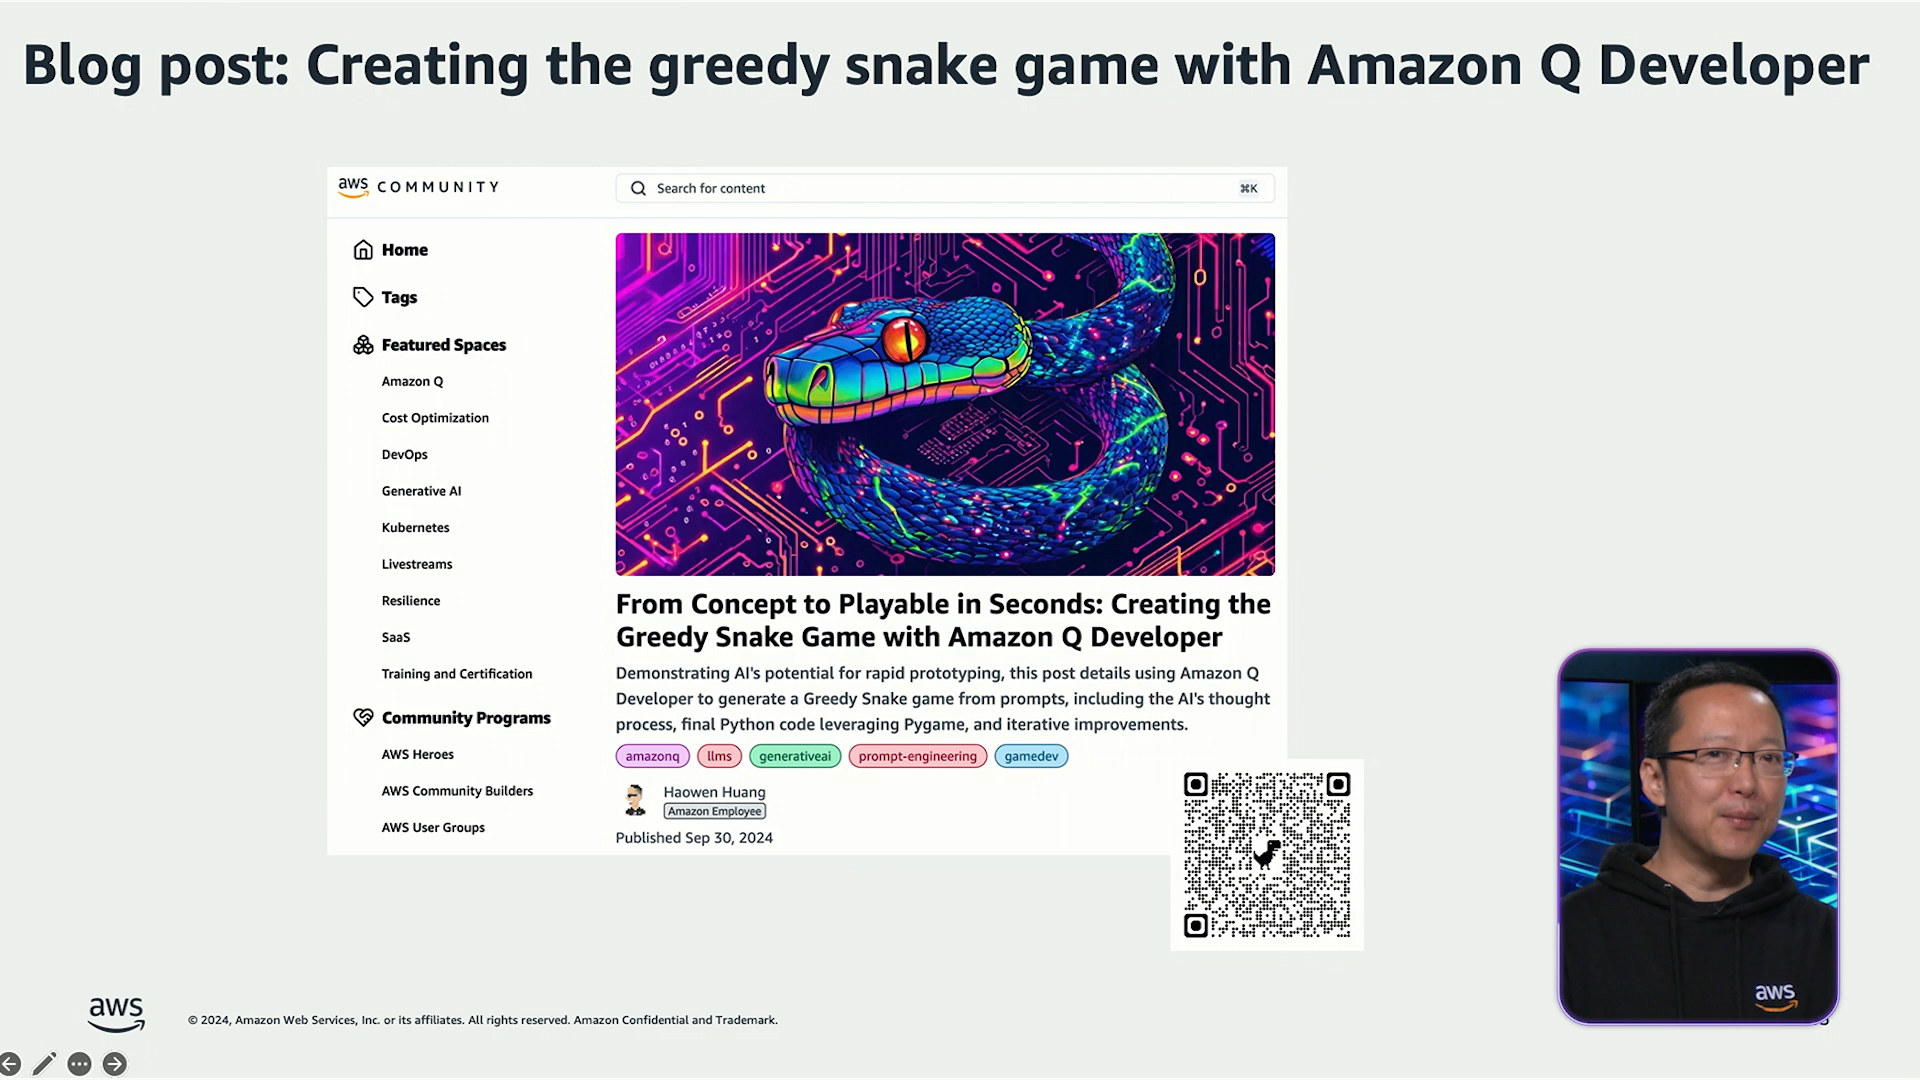 Blog post: Creating the greedy snake game with Amazon Q Developer
aws COMMUNITY
Search for content
⌘K
Home
Tags
Featured Spaces
Amazon Q
Cost Optimization
DevOps
Generative AI
Kubernetes
Livestreams
Resilience
SaaS
Training and Certification
Community Programs
AWS Heroes
AWS Community Builders
AWS User Groups
From Concept to Playable in Seconds: Creating the
Greedy Snake Game with Amazon Q Developer
Demonstrating AI's potential for rapid prototyping, this post details using Amazon Q
Developer to generate a Greedy Snake game from prompts, including the AI's thought
process, final Python code leveraging Pygame, and iterative improvements.
amazonq llms generativeai prompt-engineering gamedev
Haowen Huang
Amazon Employee
Published Sep 30, 2024
aws
aws
© 2024, Amazon Web Services, Inc. or its affiliates. All rights reserved. Amazon Confidential and Trademark.